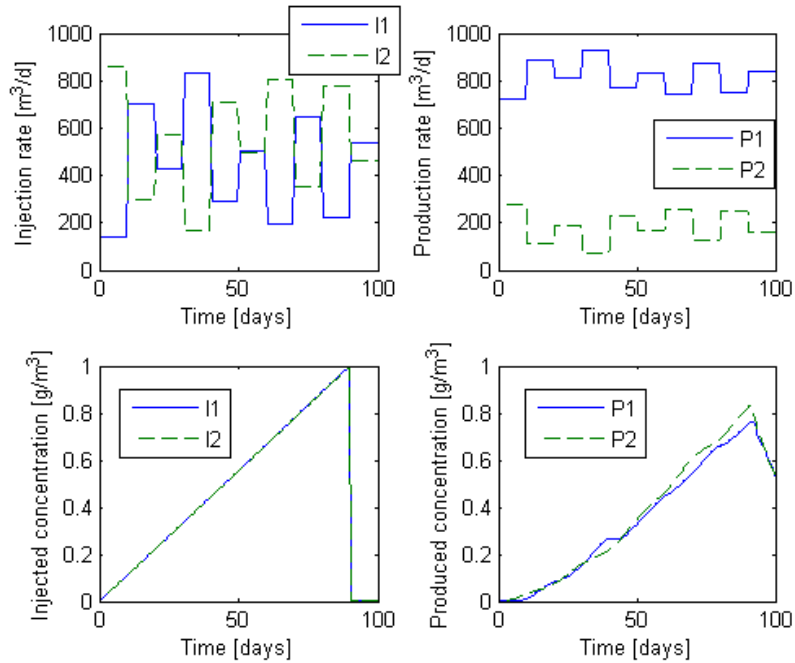 1000
800
600
400
200
0
0
50
100
Injection rate [m³/d]
Time [days]
I1
I2
1000
800
600
400
200
0
0
50
100
Production rate [m³/d]
Time [days]
P1
P2
1
0.8
0.6
0.4
0.2
0
0
50
100
Injected concentration [g/m³]
Time [days]
I1
I2
1
0.8
0.6
0.4
0.2
0
0
50
100
Produced concentration [g/m³]
Time [days]
P1
P2